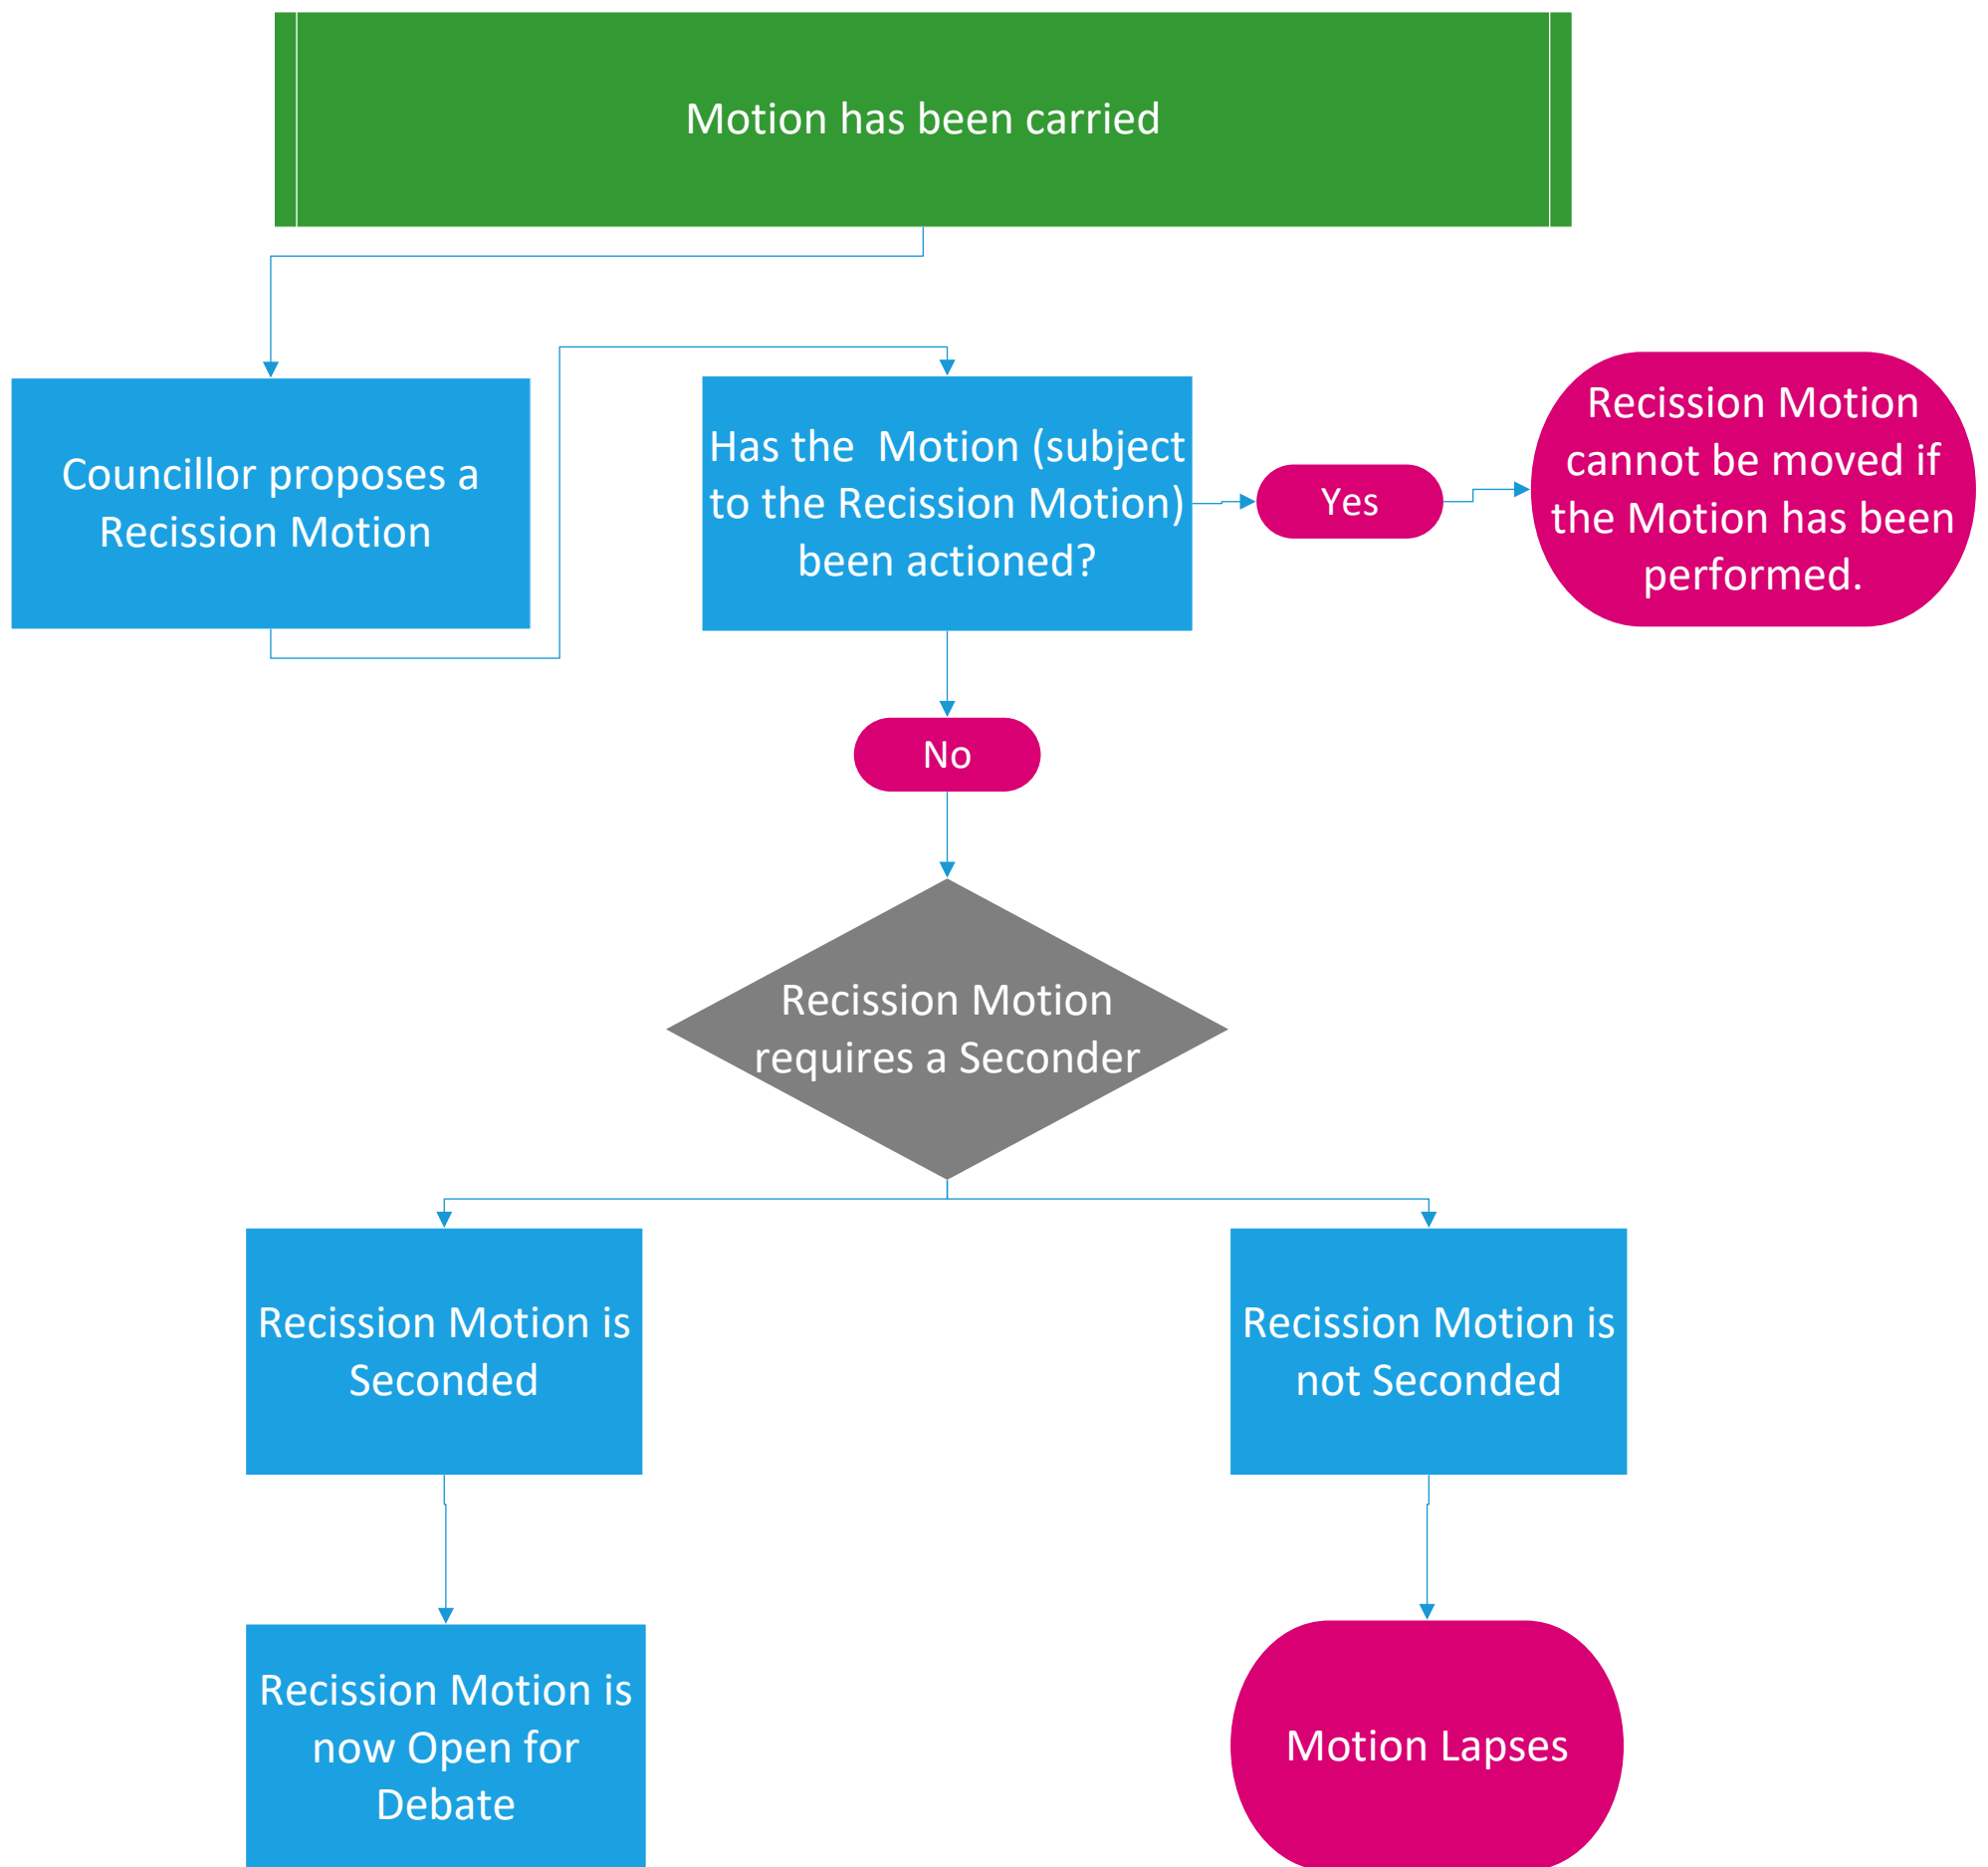 Motion has been carried
Councillor proposes a
Recission Motion
Has the  Motion (subject
to the Recission Motion)
been actioned?
Yes
Recission Motion
cannot be moved if
the Motion has been
performed.
No
Recission Motion
requires a Seconder
Recission Motion is
Seconded
Recission Motion is
not Seconded
Recission Motion is
now Open for
Debate
Motion Lapses